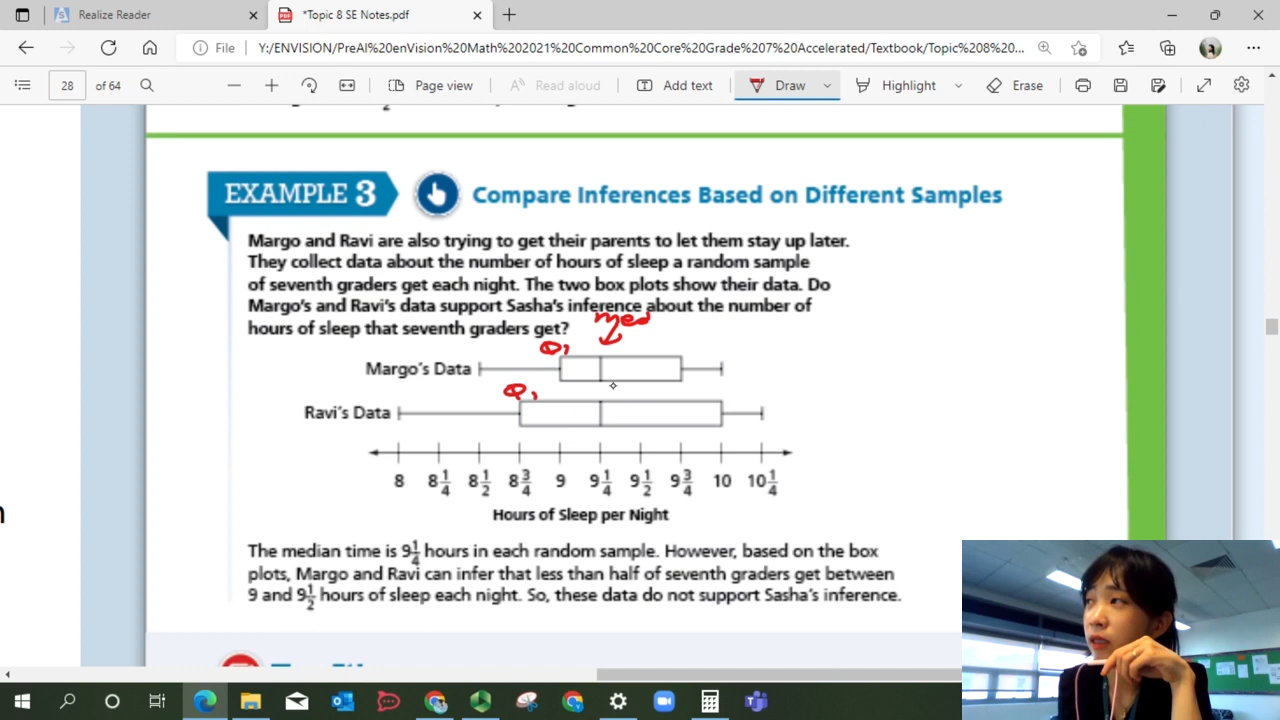 Realize Reader
*Topic 8 SE Notes.pdf
File
Y:/ENVISION/PreAl%20enVision%20Math%202021%20Common%20Core%20Grade%207%20Accelerated/Textbook/Topic%208%20...
28 of 64
Page view
Read aloud
Add text
Draw
Highlight
Erase
EXAMPLE 3
Compare Inferences Based on Different Samples
Margo and Ravi are also trying to get their parents to let them stay up later.
They collect data about the number of hours of sleep a random sample
of seventh graders get each night. The two box plots show their data. Do
Margo's and Ravi's data support Sasha's inference about the number of
hours of sleep that seventh graders get?
med
Q1
Margo's Data
Q1
Ravi's Data
8 8 1/4 8 1/2 8 3/4 9 9 1/4 9 1/2 9 3/4 10 10 1/4
Hours of Sleep per Night
The median time is 9 1/4 hours in each random sample. However, based on the box
plots, Margo and Ravi can infer that less than half of seventh graders get between
9 and 9 1/2 hours of sleep each night. So, these data do not support Sasha's inference.
n